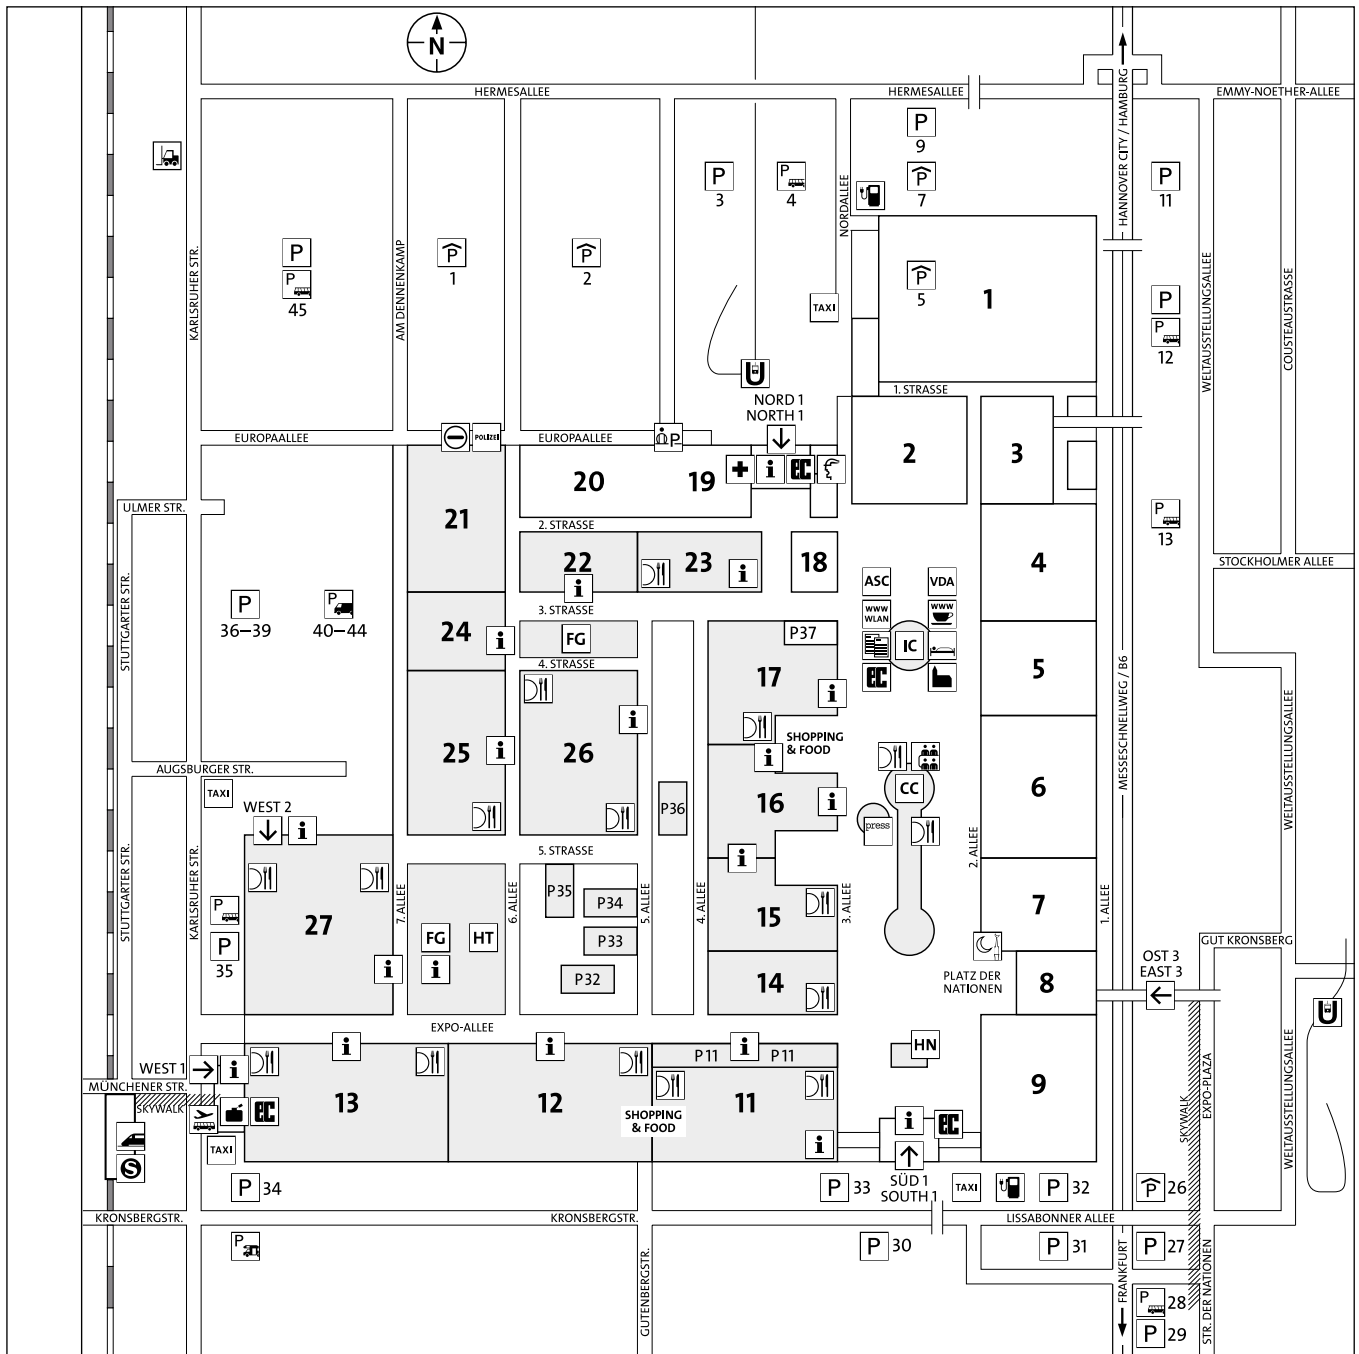 N
HERMESALLEE
HERMESALLEE
EMMY-NOETHER-ALLEE
HANNOVER CITY / HAMBURG
P
9
P
3
P
4
P
7
P
11
NORDALLEE
KARLSRUHER STR.
AM DENNENKAMP
WELTAUSSTELLUNGSALLEE
COUSTEAUSTRASSE
P
P
45
P
1
P
2
P
5
1
TAXI
P
P
12
U
1. STRASSE
NORD 1
NORTH 1
EUROPAALLEE
POLIZEI
EUROPAALLEE
P
20
19
i
eC
2
3
ULMER STR.
21
2. STRASSE
P
13
22
23
i
i
18
4
STOCKHOLMER ALLEE
ASC
VDA
WWW
WLAN
WWW
IC
eC
STUTTGARTER STR.
P
36–39
P
40–44
24
i
3. STRASSE
FG
4. STRASSE
P37
17
i
5
25
i
26
i
SHOPPING
& FOOD
MESSESCHNELLWEG / B6
WELTAUSSTELLUNGSALLEE
AUGSBURGER STR.
TAXI
WEST 2
i
P36
i
16
i
CC
press
6
5. STRASSE
i
2. ALLEE
STUTTGARTER STR.
KARLSRUHER STR.
P
P
35
27
i
7. ALLEE
FG
HT
i
6. ALLEE
P35
P34
P33
P32
5. ALLEE
4. ALLEE
15
3. ALLEE
14
7
1. ALLEE
GUT KRONSBERG
PLATZ DER
NATIONEN
8
OST 3
EAST 3
U
EXPO-ALLEE
WEST 1
i
MÜNCHENER STR.
SKYWALK
eC
i
13
i
12
SHOPPING
& FOOD
P11
i
P11
11
i
HN
9
i
eC
SKYWALK
EXPO-PLAZA
WELTAUSSTELLUNGSALLEE
S
TAXI
P 34
P 33
SÜD 1
SOUTH 1
TAXI
P 32
P 26
KRONSBERGSTR.
KRONSBERGSTR.
LISSABONNER ALLEE
P
GUTENBERGSTR.
P 30
P 31
P 27
FRANKFURT
P 28
P 29
STR. DER NATIONEN